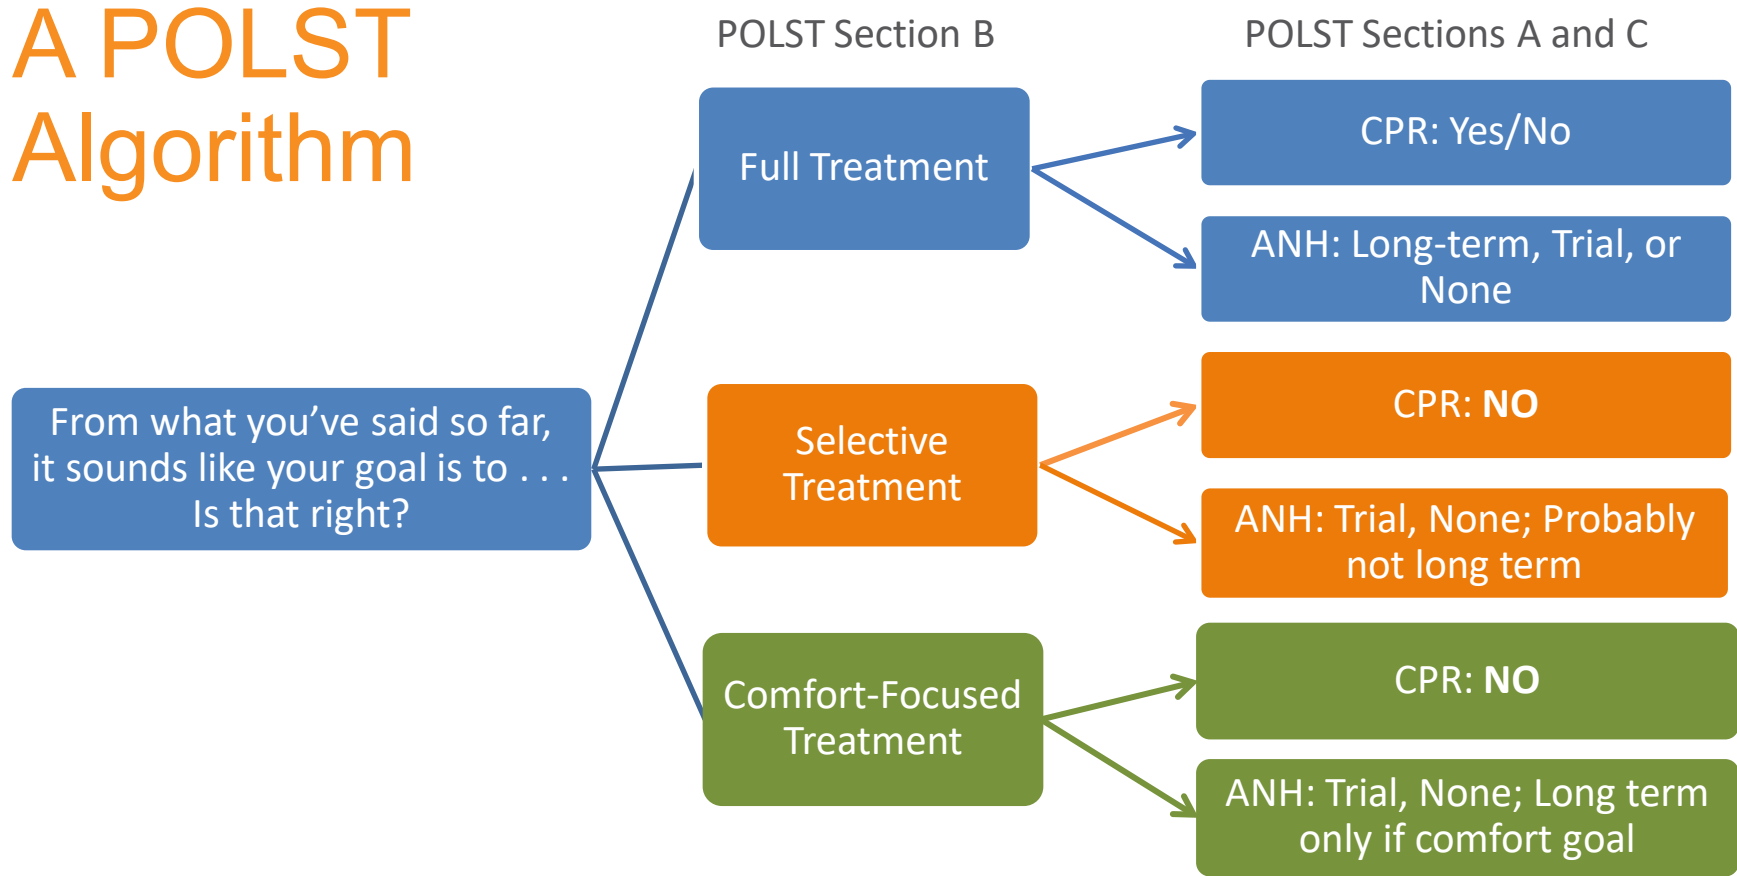 A POLST
Algorithm
POLST Section B
POLST Sections A and C
From what you’ve said so far,
it sounds like your goal is to . . .
Is that right?
Full Treatment
CPR: Yes/No
ANH: Long-term, Trial, or
None
Selective
Treatment
CPR: NO
ANH: Trial, None; Probably
not long term
Comfort-Focused
Treatment
CPR: NO
ANH: Trial, None; Long term
only if comfort goal